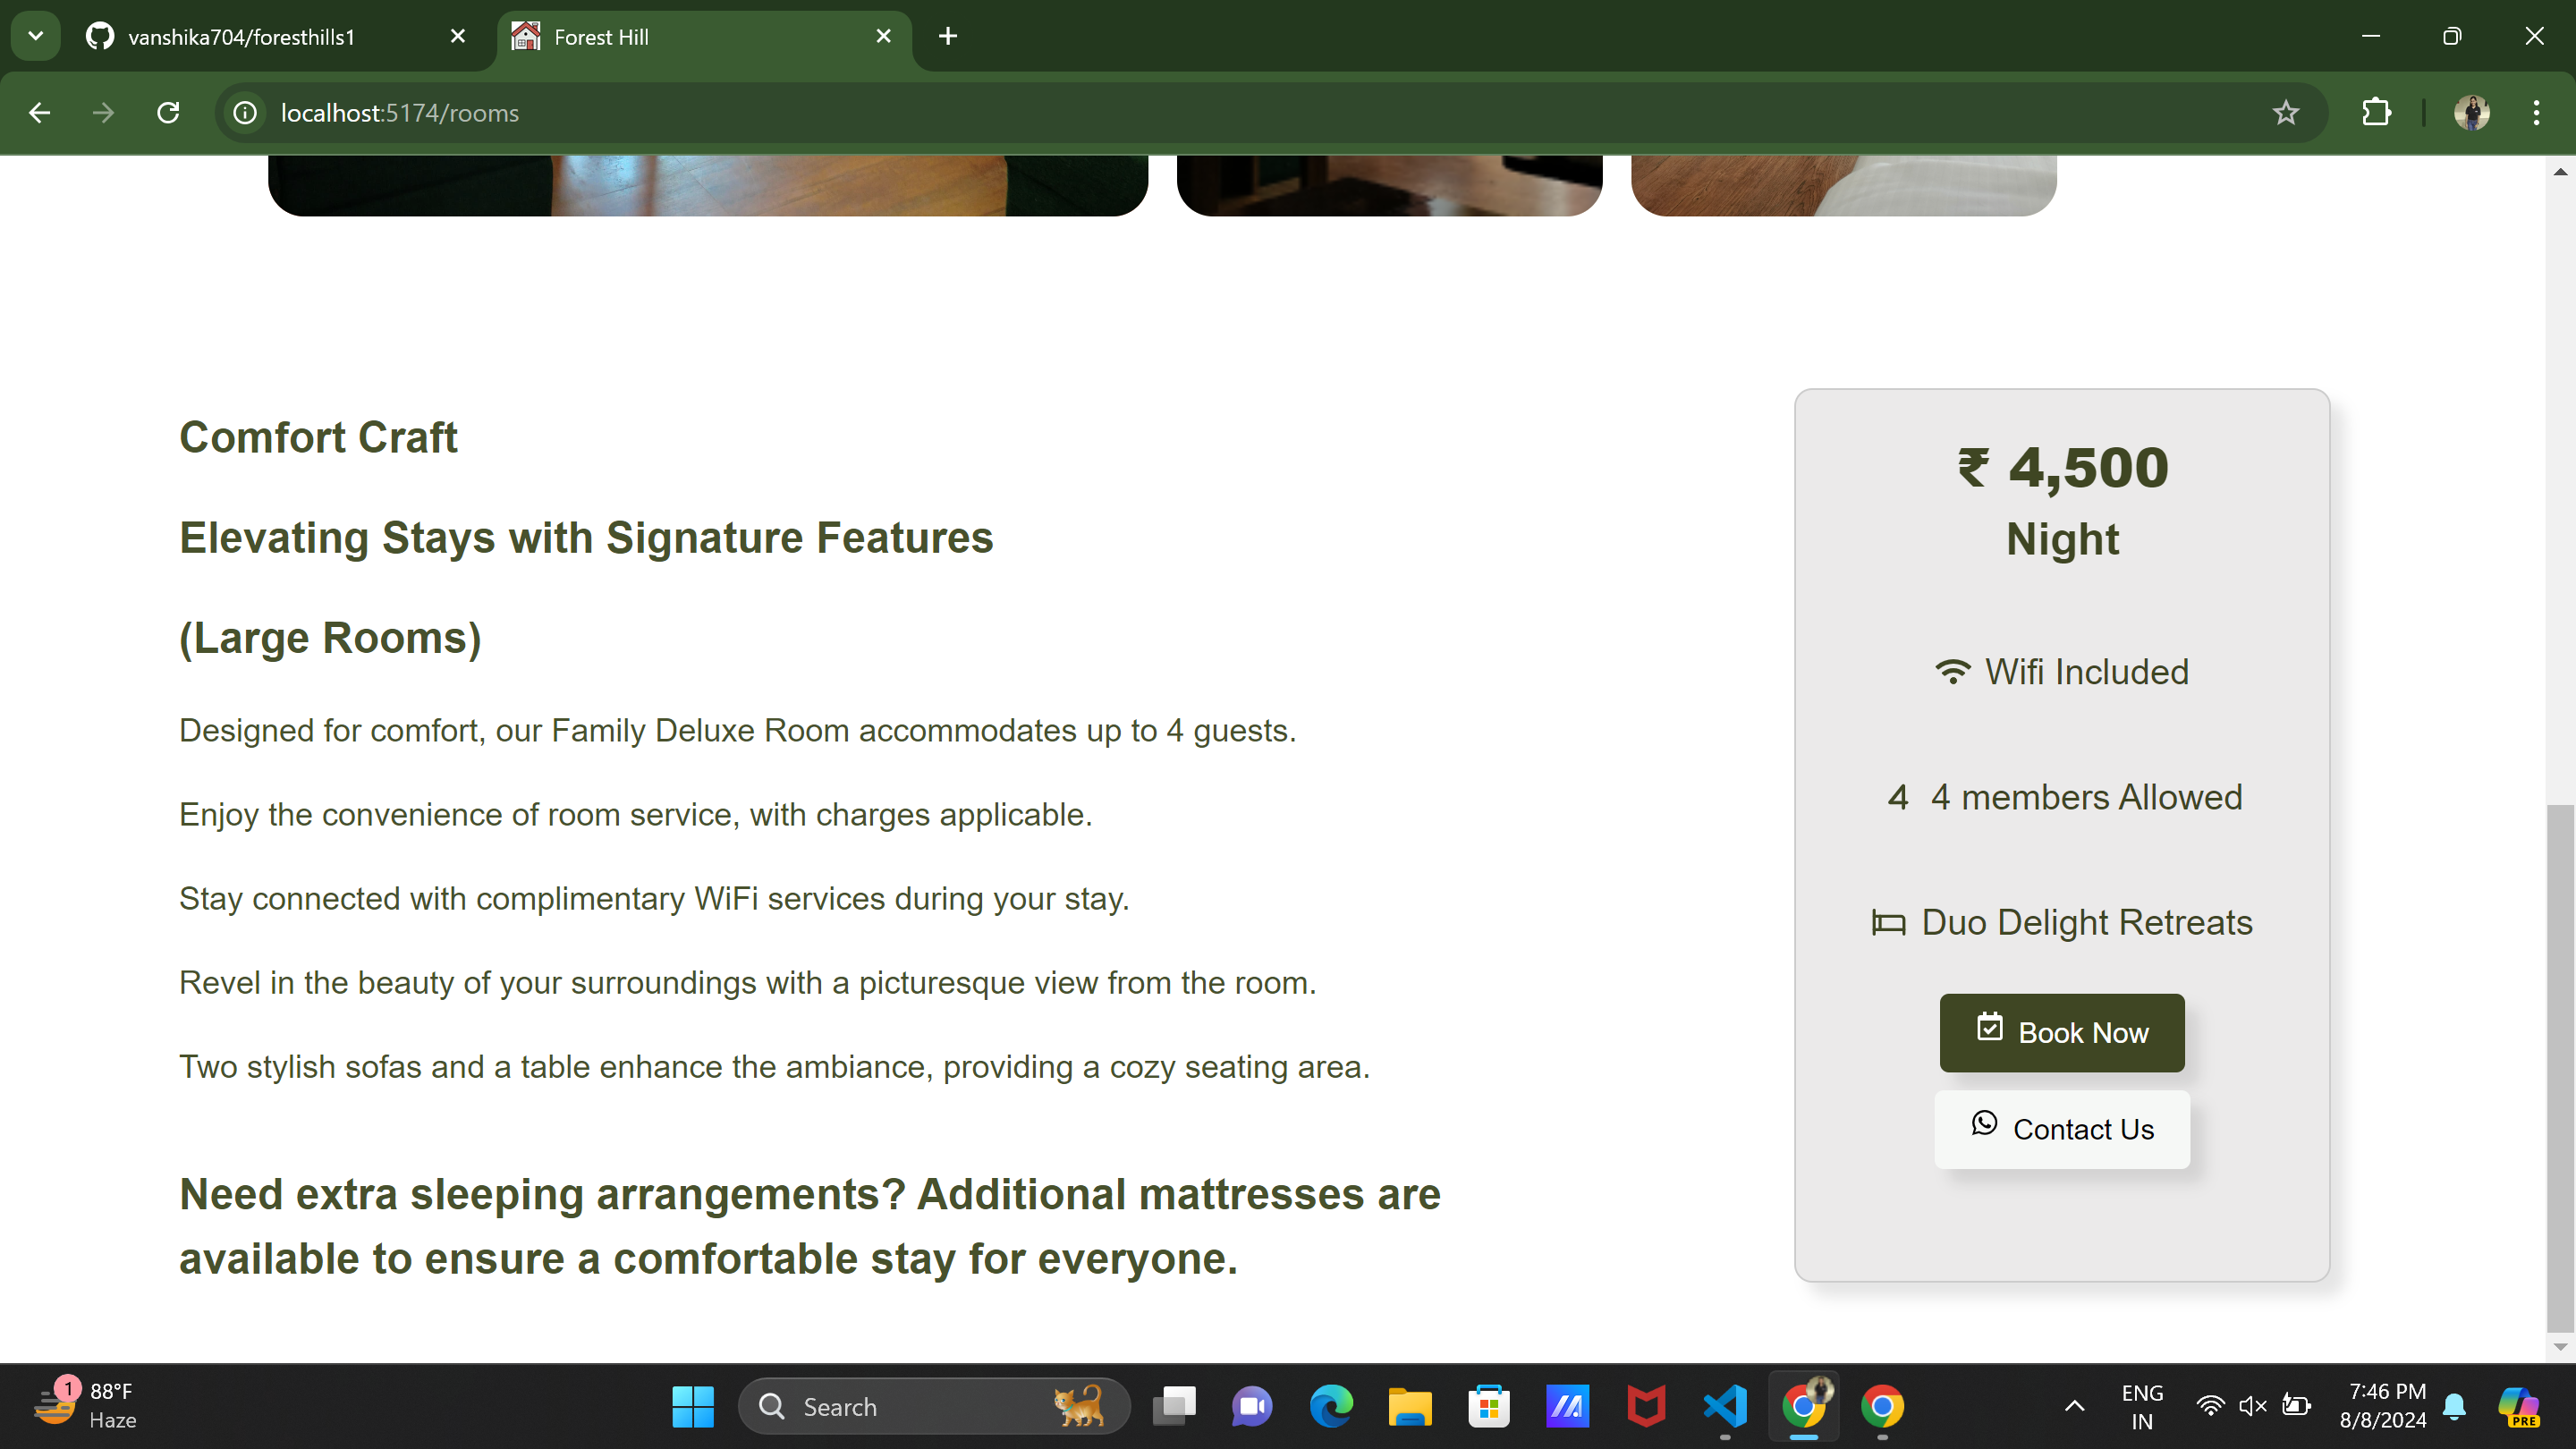 vanshika704/foresthills1
Forest Hill
localhost:5174/rooms
Comfort Craft
Elevating Stays with Signature Features
(Large Rooms)
Designed for comfort, our Family Deluxe Room accommodates up to 4 guests.
Enjoy the convenience of room service, with charges applicable.
Stay connected with complimentary WiFi services during your stay.
Revel in the beauty of your surroundings with a picturesque view from the room.
Two stylish sofas and a table enhance the ambiance, providing a cozy seating area.
Need extra sleeping arrangements? Additional mattresses are
available to ensure a comfortable stay for everyone.
₹ 4,500
Night
Wifi Included
4 4 members Allowed
Duo Delight Retreats
Book Now
Contact Us
1
88°F
Haze
Search
ENG
IN
7:46 PM
8/8/2024
PRE